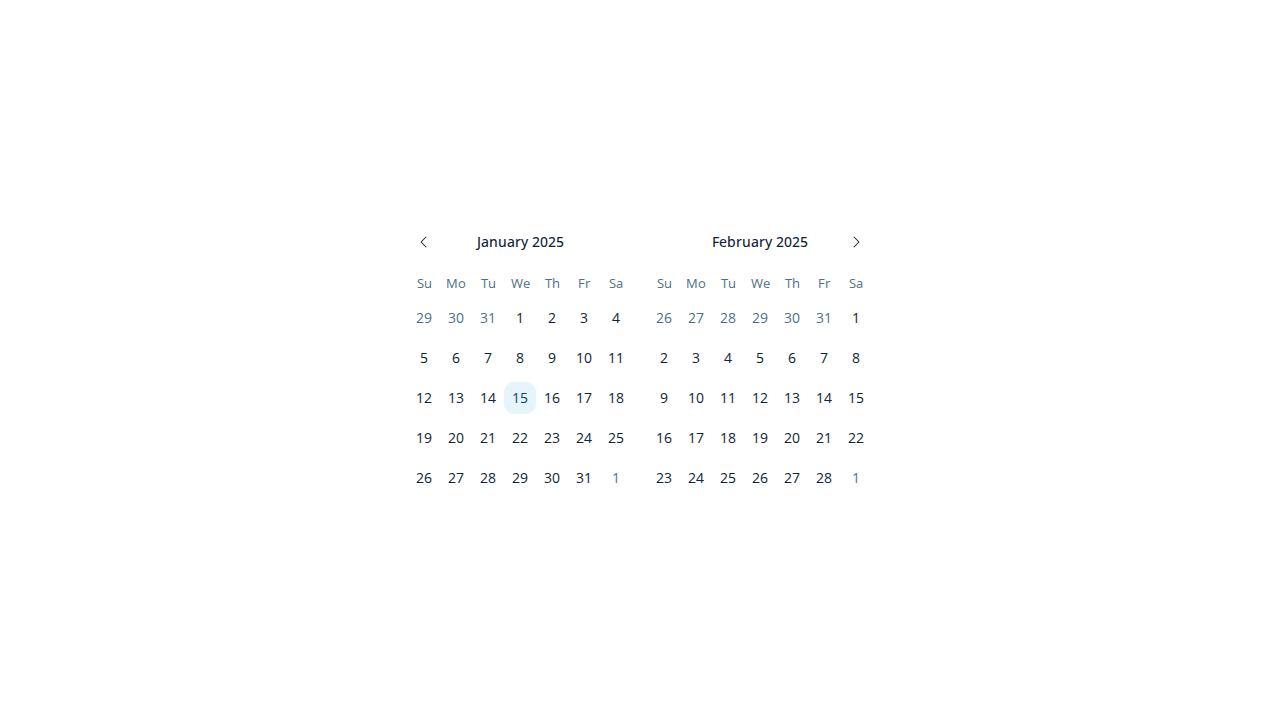 January 2025
Su Mo Tu We Th Fr Sa
29 30 31 1 2 3 4
5 6 7 8 9 10 11
12 13 14 15 16 17 18
19 20 21 22 23 24 25
26 27 28 29 30 31 1
February 2025
Su Mo Tu We Th Fr Sa
26 27 28 29 30 31 1
2 3 4 5 6 7 8
9 10 11 12 13 14 15
16 17 18 19 20 21 22
23 24 25 26 27 28 1